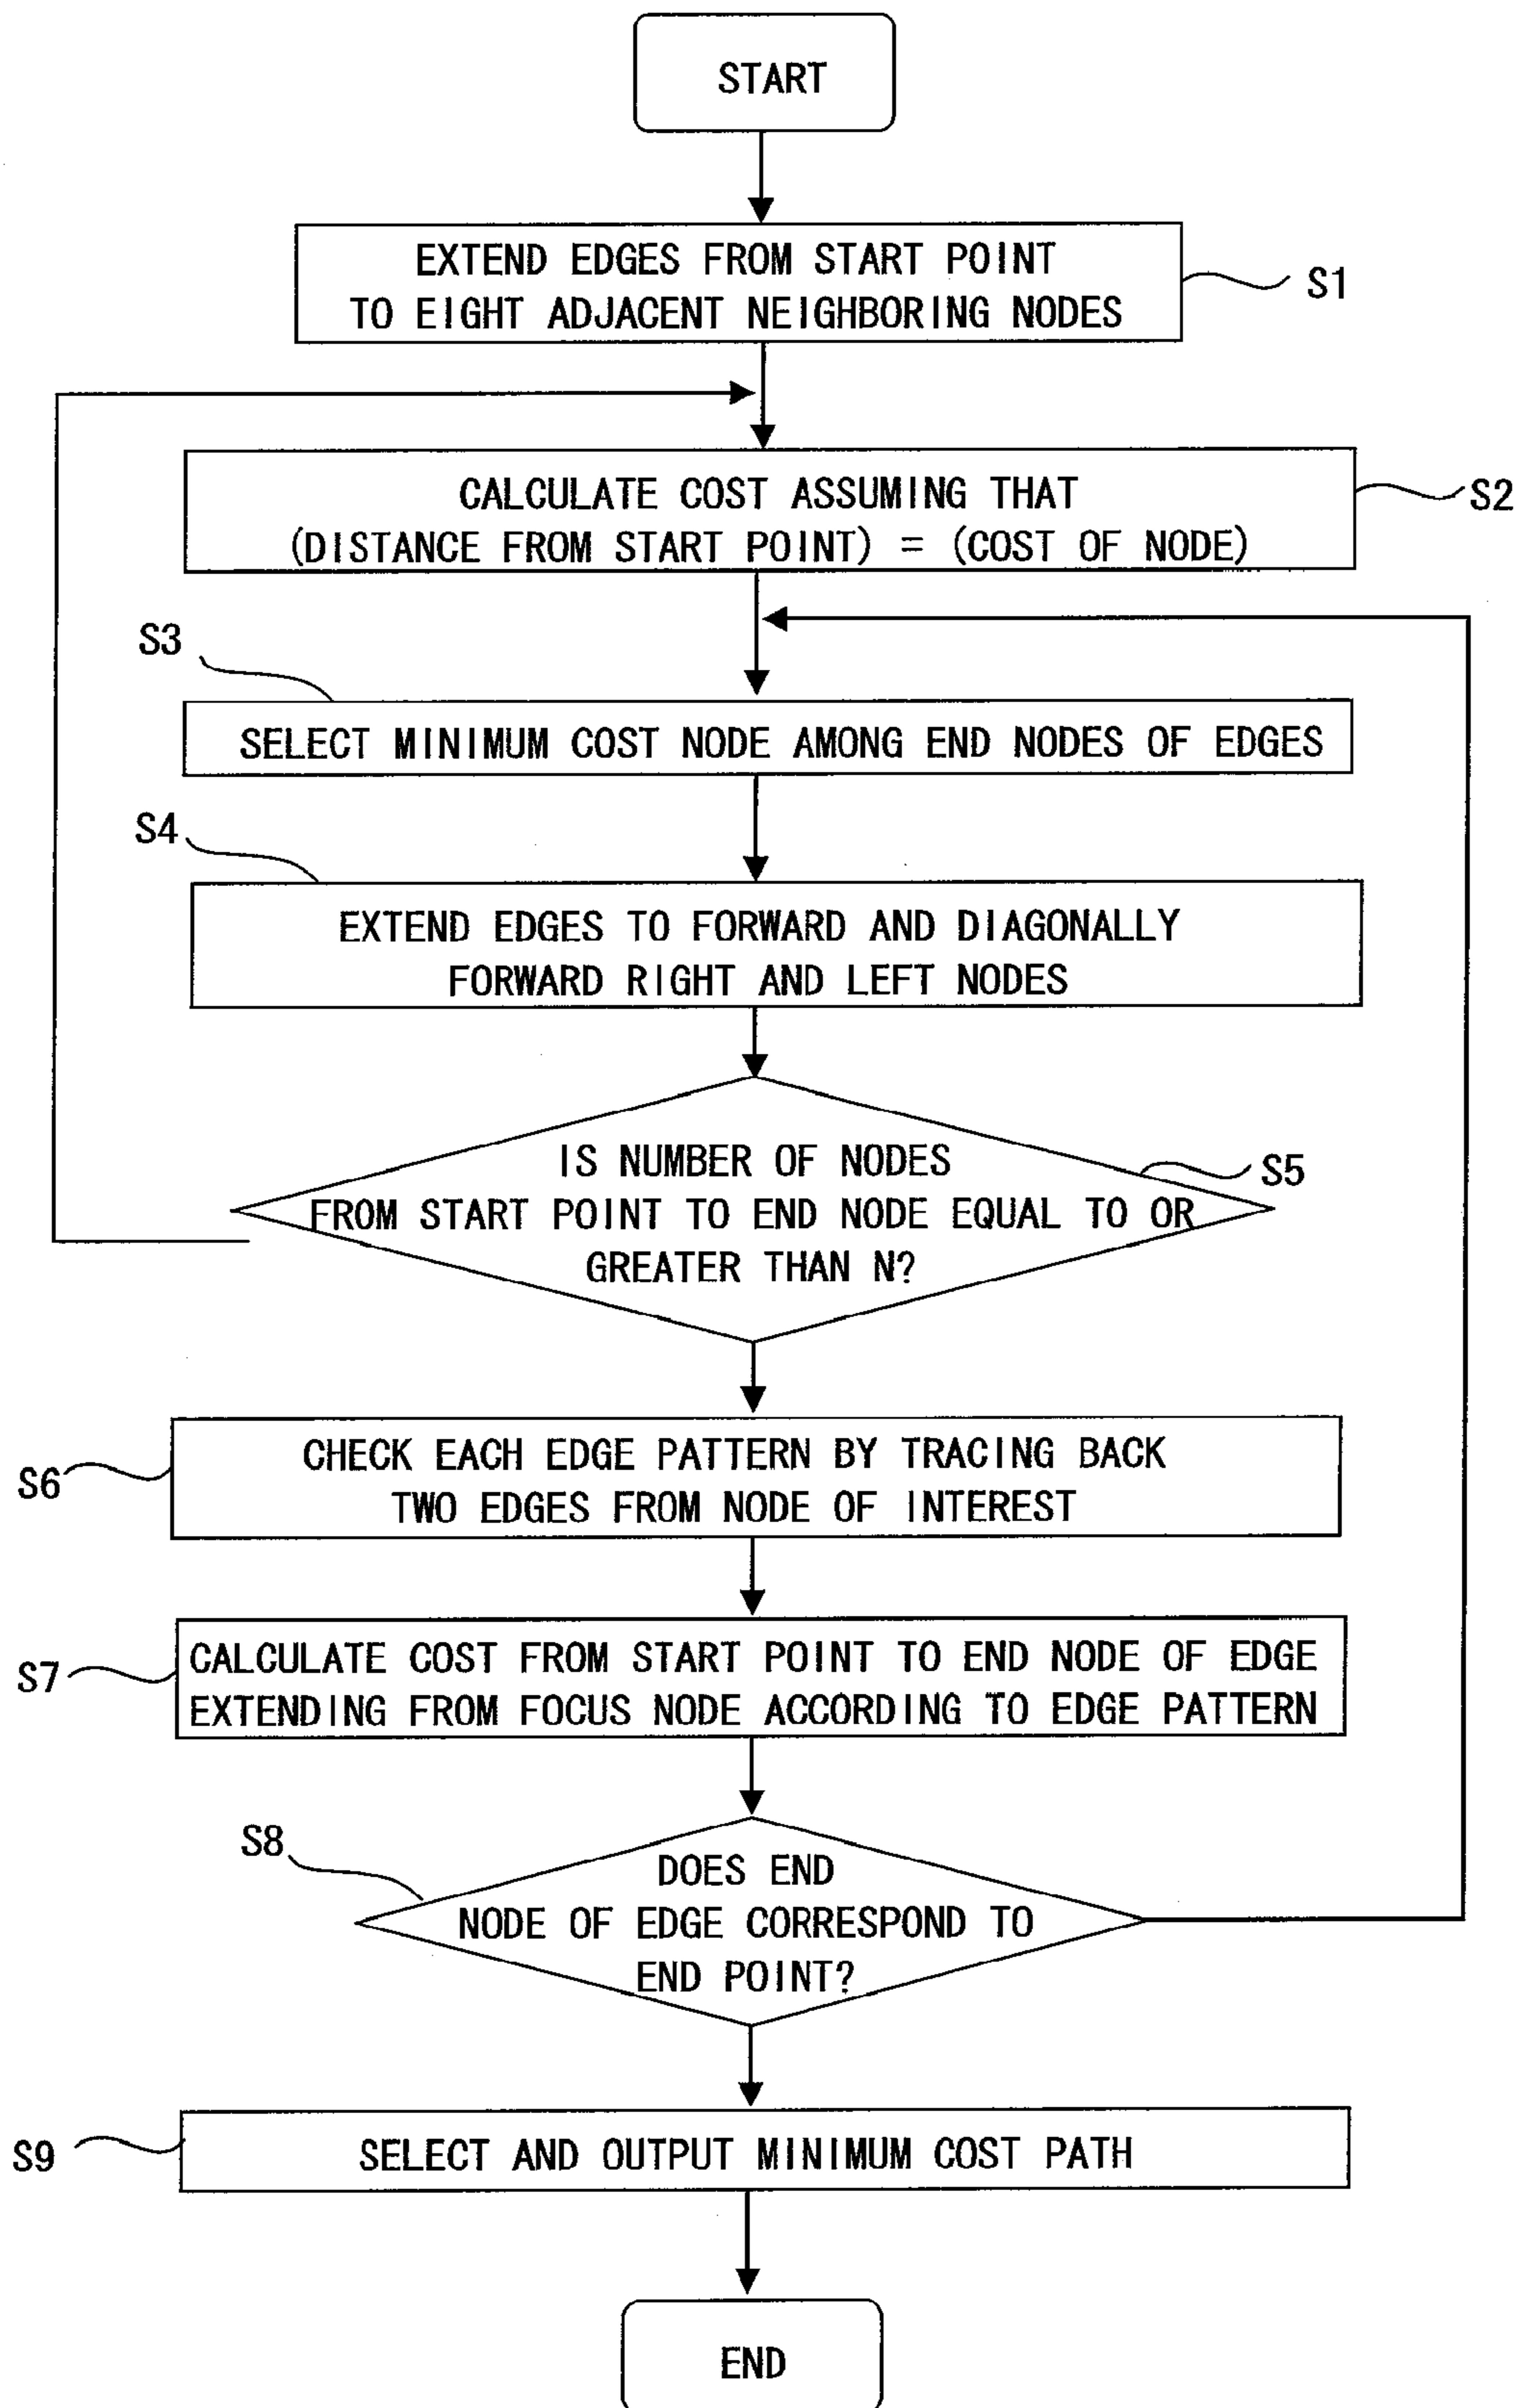 START
EXTEND EDGES FROM START POINT
TO EIGHT ADJACENT NEIGHBORING NODES
S1
CALCULATE COST ASSUMING THAT
(DISTANCE FROM START POINT) = (COST OF NODE)
S2
S3
SELECT MINIMUM COST NODE AMONG END NODES OF EDGES
S4
EXTEND EDGES TO FORWARD AND DIAGONALLY
FORWARD RIGHT AND LEFT NODES
IS NUMBER OF NODES
FROM START POINT TO END NODE EQUAL TO OR
GREATER THAN N?
S5
S6
CHECK EACH EDGE PATTERN BY TRACING BACK
TWO EDGES FROM NODE OF INTEREST
S7
CALCULATE COST FROM START POINT TO END NODE OF EDGE
EXTENDING FROM FOCUS NODE ACCORDING TO EDGE PATTERN
S8
DOES END
NODE OF EDGE CORRESPOND TO
END POINT?
S9
SELECT AND OUTPUT MINIMUM COST PATH
END